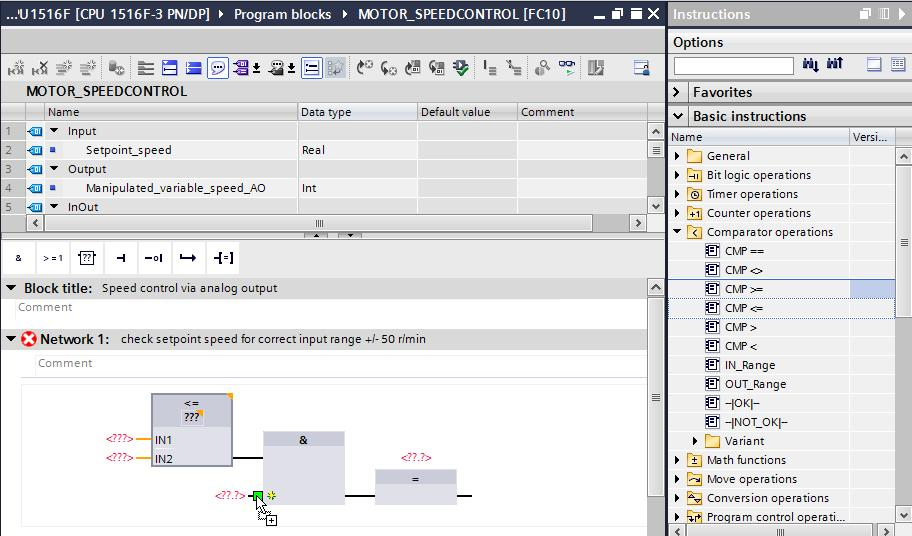 ...'U1516F [CPU 1516F-3 PN/DP] ▸ Program blocks ▸ MOTOR_SPEEDCONTROL [FC10]
MOTOR_SPEEDCONTROL
Name Data type Default value Comment
1 Input
2 Setpoint_speed Real
3 Output
4 Manipulated_variable_speed_AO Int
5 InOut
& >=1 ??
Block title: Speed control via analog output
Comment
Network 1: check setpoint speed for correct input range +/- 50 r/min
Comment
<=
???
<???> IN1
<???> IN2
&
<??.?>
<??.?>
=
Instructions
Options
Favorites
Basic instructions
Name Versi...
General
Bit logic operations
Timer operations
Counter operations
Comparator operations
CMP ==
CMP <>
CMP >=
CMP <=
CMP >
CMP <
IN_Range
OUT_Range
–|OK|–
–|NOT_OK|–
Variant
Math functions
Move operations
Conversion operations
Program control operati...